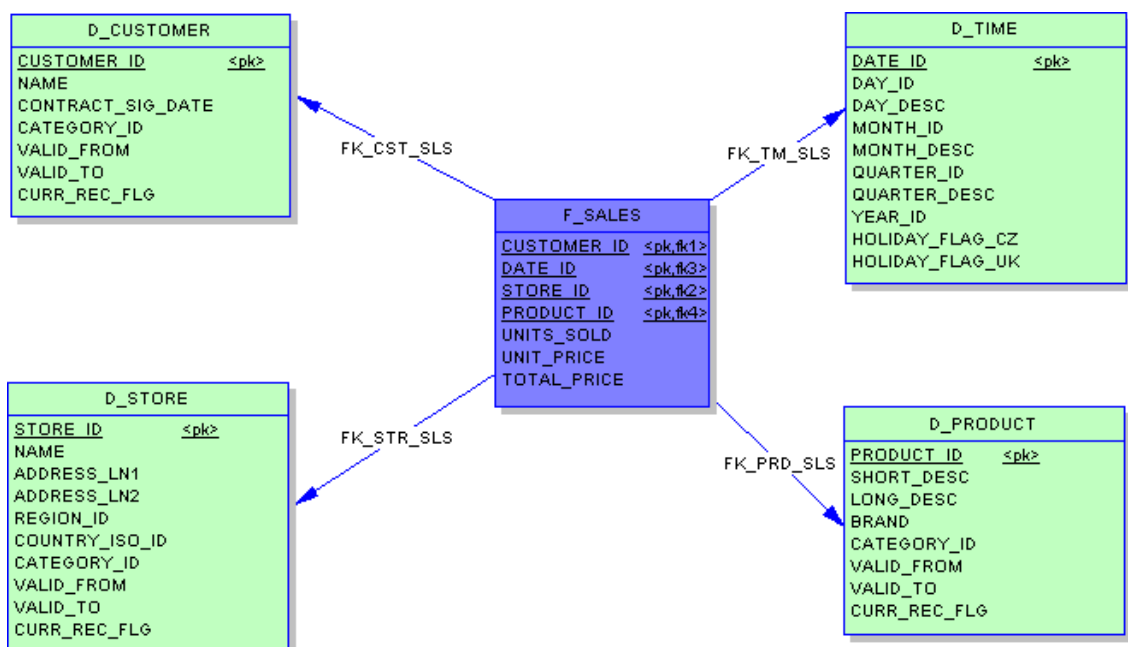 D_CUSTOMER
CUSTOMER_ID <pk>
NAME
CONTRACT_SIG_DATE
CATEGORY_ID
VALID_FROM
VALID_TO
CURR_REC_FLG
FK_CST_SLS
D_TIME
DATE_ID <pk>
DAY_ID
DAY_DESC
MONTH_ID
MONTH_DESC
QUARTER_ID
QUARTER_DESC
YEAR_ID
HOLIDAY_FLAG_CZ
HOLIDAY_FLAG_UK
FK_TM_SLS
F_SALES
CUSTOMER_ID <pk,fk1>
DATE_ID <pk,fk3>
STORE_ID <pk,fk2>
PRODUCT_ID <pk,fk4>
UNITS_SOLD
UNIT_PRICE
TOTAL_PRICE
D_STORE
STORE_ID <pk>
NAME
ADDRESS_LN1
ADDRESS_LN2
REGION_ID
COUNTRY_ISO_ID
CATEGORY_ID
VALID_FROM
VALID_TO
CURR_REC_FLG
FK_STR_SLS
FK_PRD_SLS
D_PRODUCT
PRODUCT_ID <pk>
SHORT_DESC
LONG_DESC
BRAND
CATEGORY_ID
VALID_FROM
VALID_TO
CURR_REC_FLG